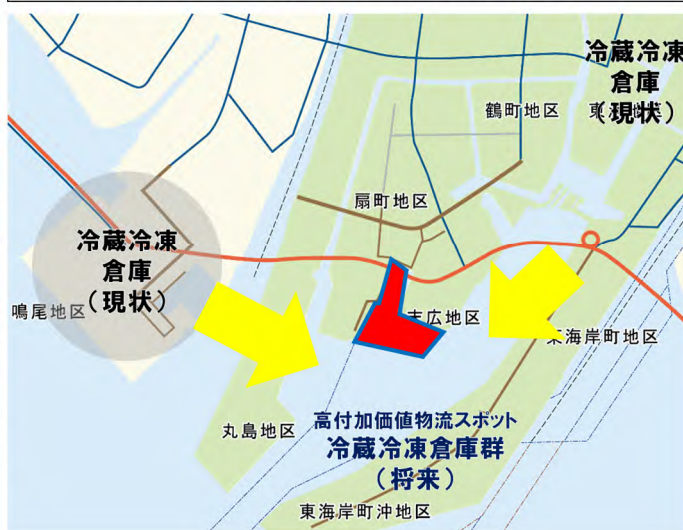 冷蔵冷凍
倉庫
(現状)
鶴町地区
扇町地区
冷蔵冷凍
倉庫
(現状)
鳴尾地区
末広地区
東海岸町地区
丸島地区
高付加価値物流スポット
冷蔵冷凍倉庫群
(将来)
東海岸町沖地区